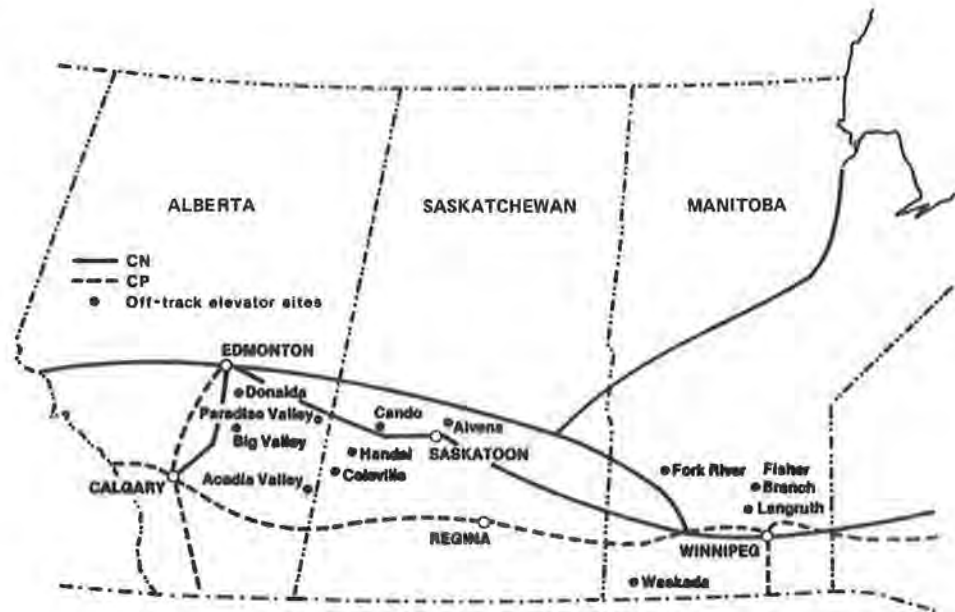 ALBERTA
SASKATCHEWAN
MANITOBA
CN
CP
Off-track elevator sites
EDMONTON
Donalda
Paradise Valley
Cando
Alvena
Big Valley
Handel
SASKATOON
Fork River
Fisher
Branch
CALGARY
Acadia Valley
Coleville
Langruth
REGINA
WINNIPEG
Waskada